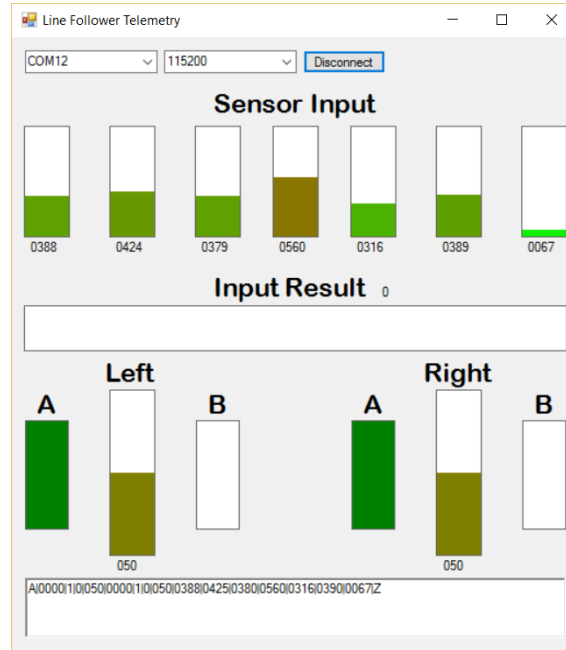 Line Follower Telemetry
COM12 115200 Disconnect
Sensor Input
0388 0424 0379 0560 0316 0389 0067
Input Result 0
Left Right
A B A B
050 050
A|0000|1|0|050|0000|1|0|050|0388|0425|0380|0560|0316|0390|0067|Z